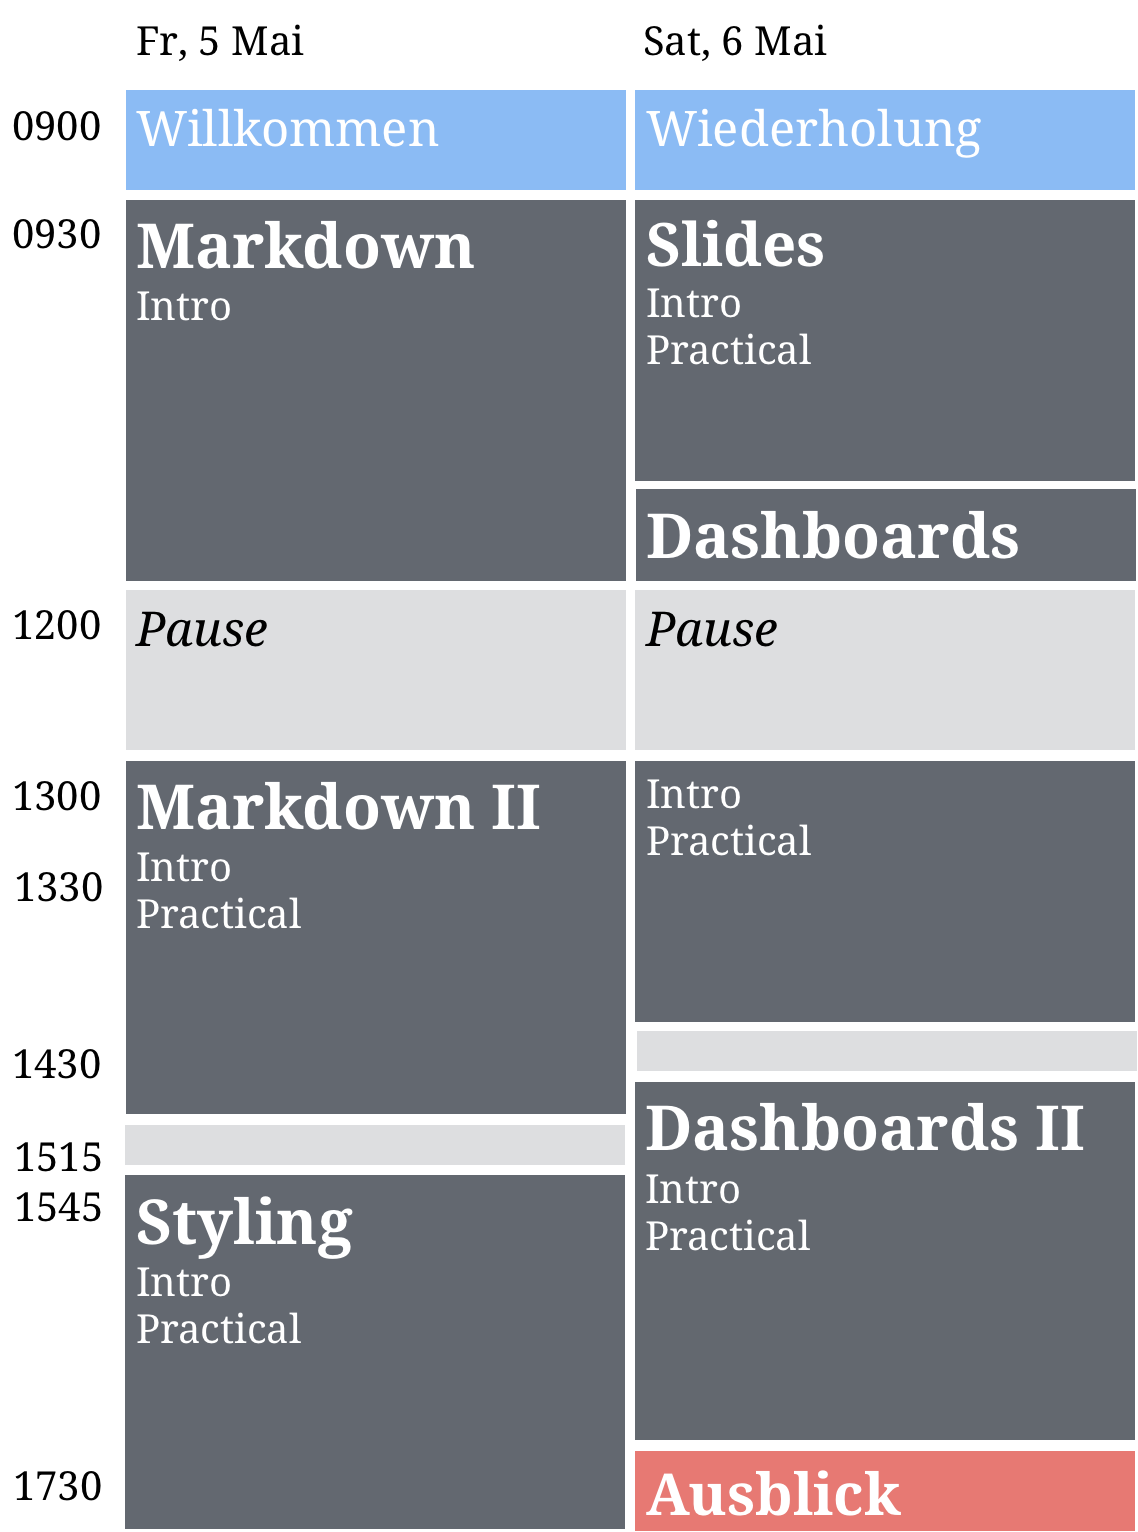 Fr, 5 Mai
Sat, 6 Mai
0900
Willkommen
Wiederholung
0930
Markdown
Intro
Slides
Intro
Practical
Dashboards
1200
Pause
Pause
1300
Markdown II
Intro
1330
Practical
Intro
Practical
1430
1515
Dashboards II
Intro
Practical
1545
Styling
Intro
Practical
1730
Ausblick